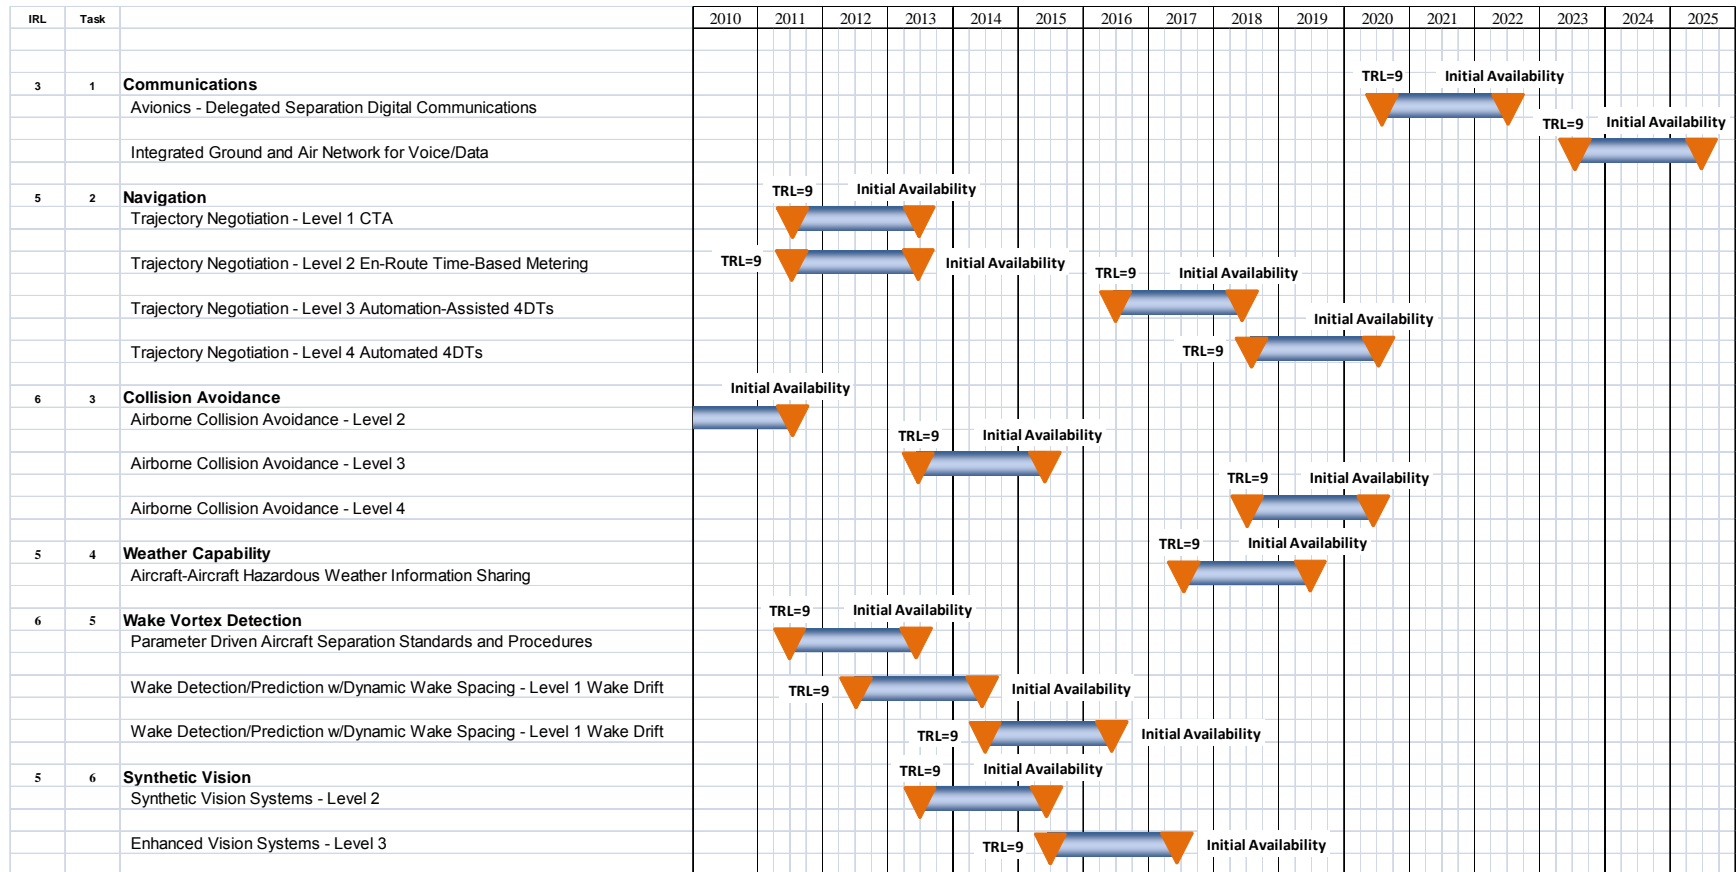 IRL Task 2010 2011 2012 2013 2014 2015 2016 2017 2018 2019 2020 2021 2022 2023 2024 2025
TRL=9 Initial Availability
3 1 Communications
Avionics - Delegated Separation Digital Communications
TRL=9 Initial Availability
Integrated Ground and Air Network for Voice/Data
TRL=9 Initial Availability
5 2 Navigation
Trajectory Negotiation - Level 1 CTA
Trajectory Negotiation - Level 2 En-Route Time-Based Metering TRL=9 Initial Availability
TRL=9 Initial Availability
Trajectory Negotiation - Level 3 Automation-Assisted 4DTs
Initial Availability
Trajectory Negotiation - Level 4 Automated 4DTs TRL=9
Initial Availability
6 3 Collision Avoidance
Airborne Collision Avoidance - Level 2
TRL=9 Initial Availability
Airborne Collision Avoidance - Level 3
TRL=9 Initial Availability
Airborne Collision Avoidance - Level 4
TRL=9 Initial Availability
5 4 Weather Capability
Aircraft-Aircraft Hazardous Weather Information Sharing
TRL=9 Initial Availability
6 5 Wake Vortex Detection
Parameter Driven Aircraft Separation Standards and Procedures
Wake Detection/Prediction w/Dynamic Wake Spacing - Level 1 Wake Drift TRL=9 Initial Availability
Wake Detection/Prediction w/Dynamic Wake Spacing - Level 1 Wake Drift TRL=9 Initial Availability
TRL=9 Initial Availability
5 6 Synthetic Vision
Synthetic Vision Systems - Level 2
Enhanced Vision Systems - Level 3 TRL=9 Initial Availability